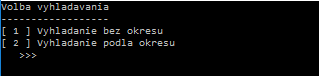 Volba vyhladavania
------------------
[ 1 ] Vyhladanie bez okresu
[ 2 ] Vyhladanie podla okresu
>>>